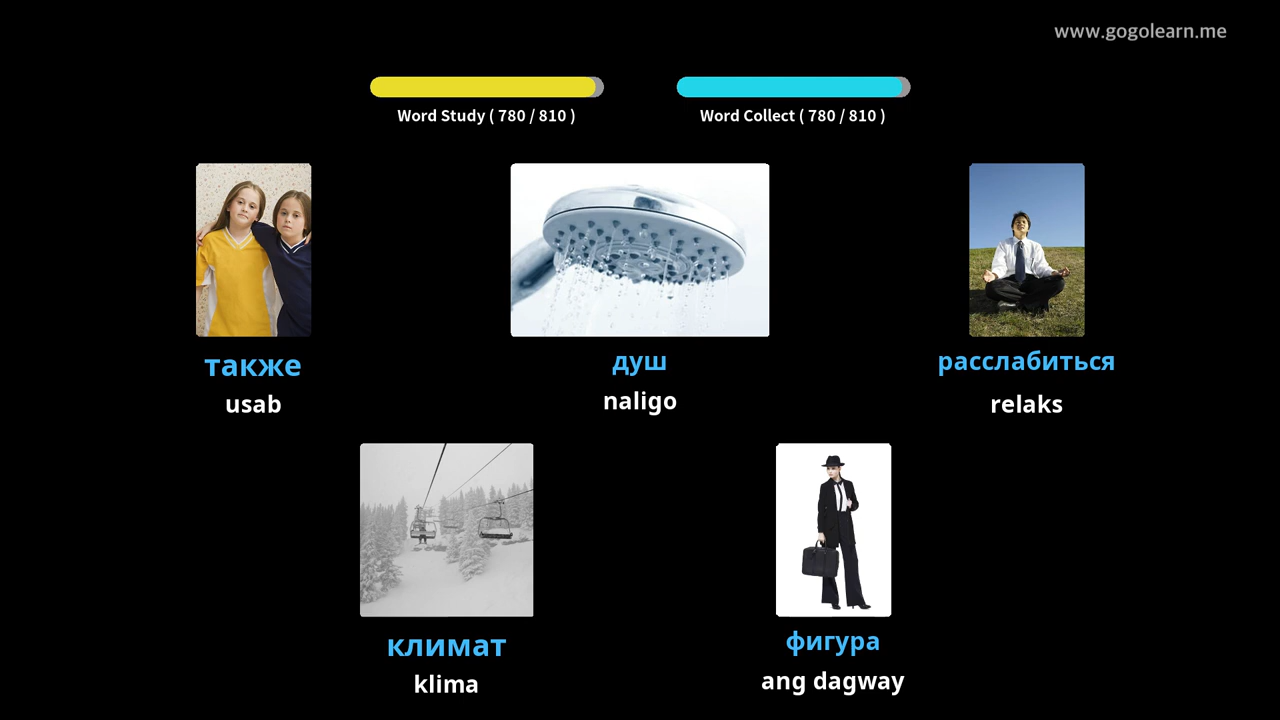 www.gogolearn.me
Word Study ( 780 / 810 )
Word Collect ( 780 / 810 )
также
usab
душ
naligo
расслабиться
relaks
климат
klima
фигура
ang dagway